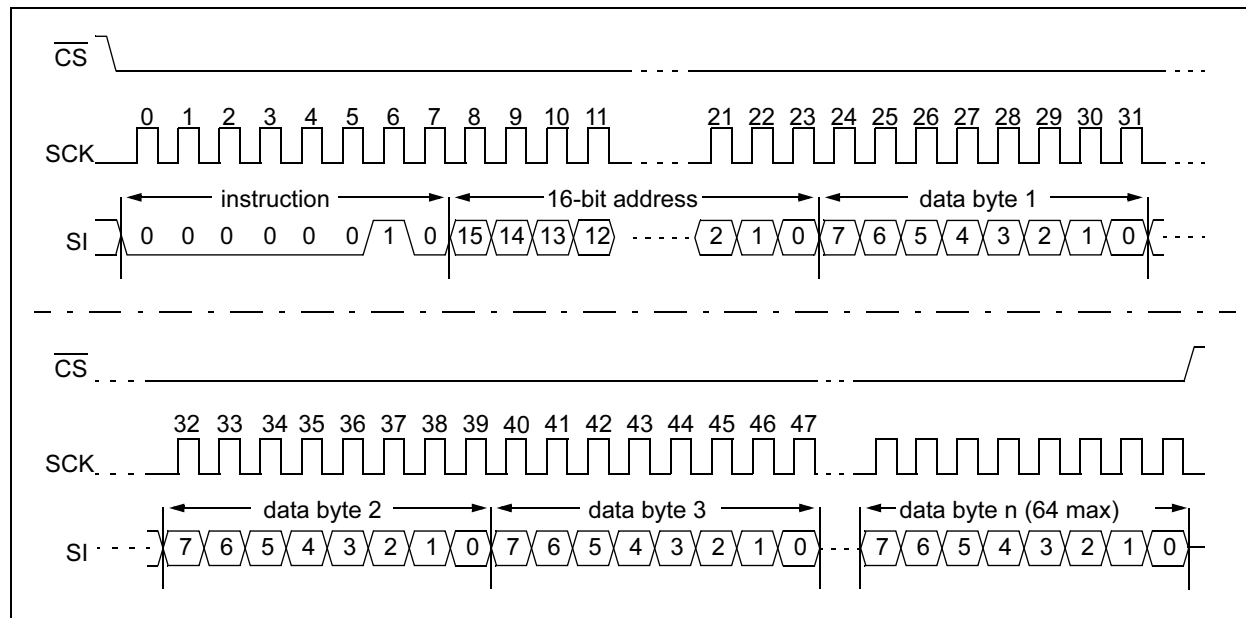 CS
0 1 2 3 4 5 6 7 8 9 10 11 21 22 23 24 25 26 27 28 29 30 31
SCK
instruction 16-bit address data byte 1
SI 0 0 0 0 0 0 1 0 15 14 13 12 2 1 0 7 6 5 4 3 2 1 0
CS
32 33 34 35 36 37 38 39 40 41 42 43 44 45 46 47
SCK
data byte 2 data byte 3 data byte n (64 max)
SI 7 6 5 4 3 2 1 0 7 6 5 4 3 2 1 0 7 6 5 4 3 2 1 0